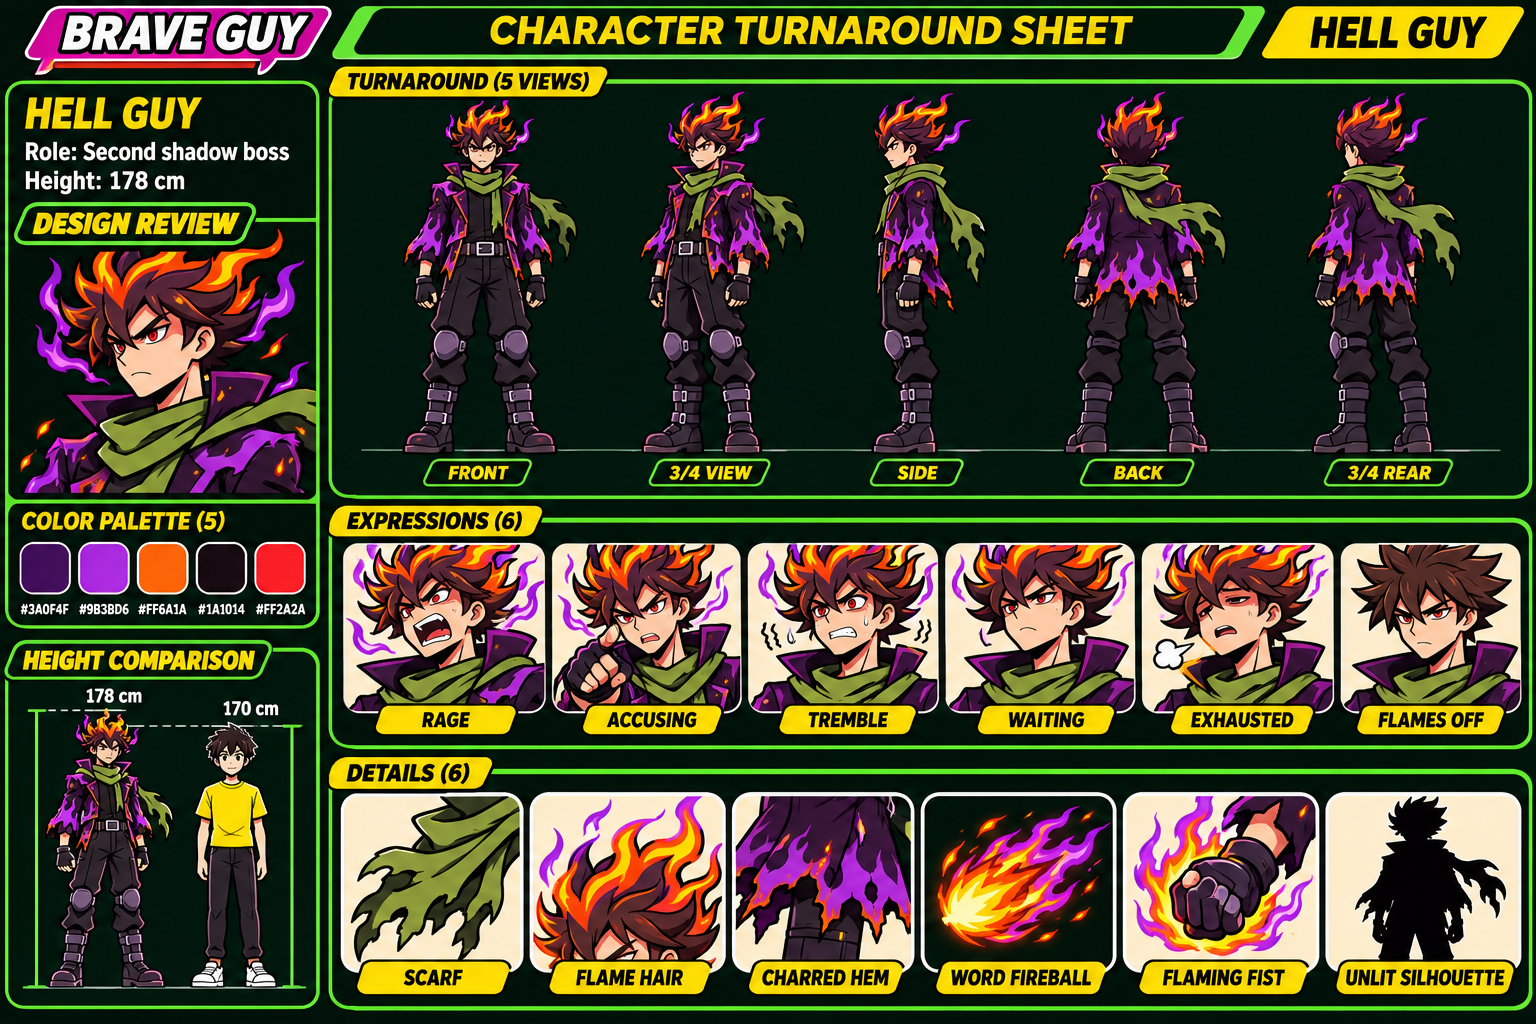 BRAVE GUY
CHARACTER TURNAROUND SHEET
HELL GUY
HELL GUY
Role: Second shadow boss
Height: 178 cm
DESIGN REVIEW
COLOR PALETTE (5)
#3A0F4F #9B3BD6 #FF6A1A #1A1014 #FF2A2A
HEIGHT COMPARISON
178 cm
170 cm
TURNAROUND (5 VIEWS)
FRONT
3/4 VIEW
SIDE
BACK
3/4 REAR
EXPRESSIONS (6)
RAGE
ACCUSING
TREMBLE
WAITING
EXHAUSTED
FLAMES OFF
DETAILS (6)
SCARF
FLAME HAIR
CHARRED HEM
WORD FIREBALL
FLAMING FIST
UNLIT SILHOUETTE